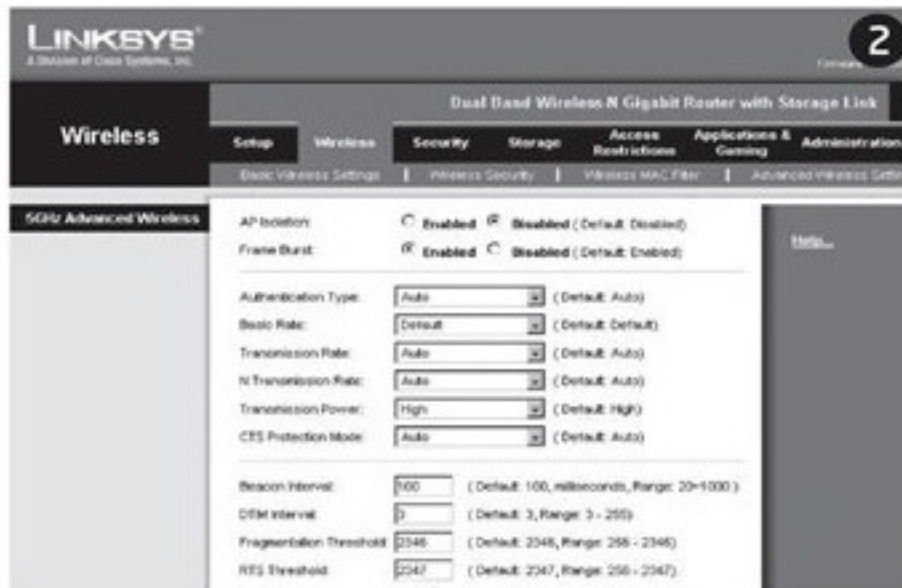 LINKSYS®
A Division of Cisco Systems, Inc.
2
Dual Band Wireless-N Gigabit Router with Storage Link
Wireless
Setup Wireless Security Storage Access Restrictions Applications & Gaming Administration
Basic Wireless Settings | Wireless Security | Wireless MAC Filter | Advanced Wireless Settin
5GHz Advanced Wireless
AP Isolation: Enabled Disabled ( Default: Disabled)
Help...
Frame Burst: Enabled Disabled ( Default: Enabled)
Authentication Type: Auto ( Default: Auto)
Basic Rate: Default ( Default: Default)
Transmission Rate: Auto ( Default: Auto)
N Transmission Rate: Auto ( Default: Auto)
Transmission Power: High ( Default: High)
CTS Protection Mode: Auto ( Default: Auto)
Beacon Interval: 100 ( Default: 100, milliseconds, Range: 20~1000 )
DTIM Interval: 3 ( Default: 3, Range: 3 - 255)
Fragmentation Threshold: 2346 ( Default: 2346, Range: 256 - 2346)
RTS Threshold: 2347 ( Default: 2347, Range: 256 - 2347)